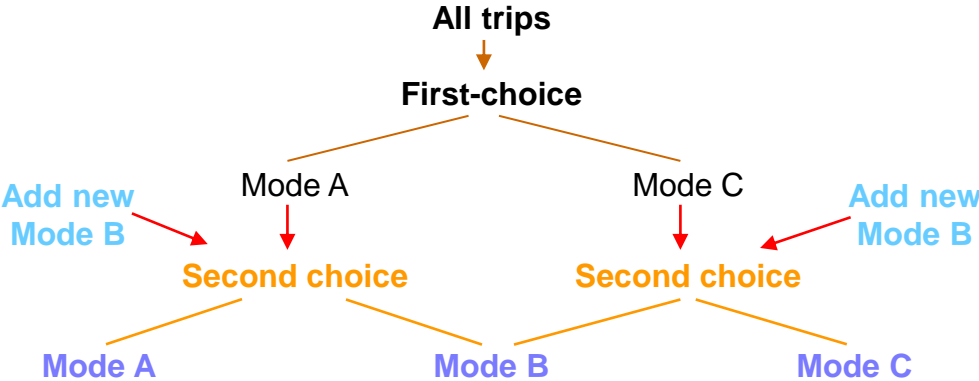 All trips
First-choice
Mode A
Mode C
Add new
Mode B
Add new
Mode B
Second choice
Second choice
Mode A
Mode B
Mode C